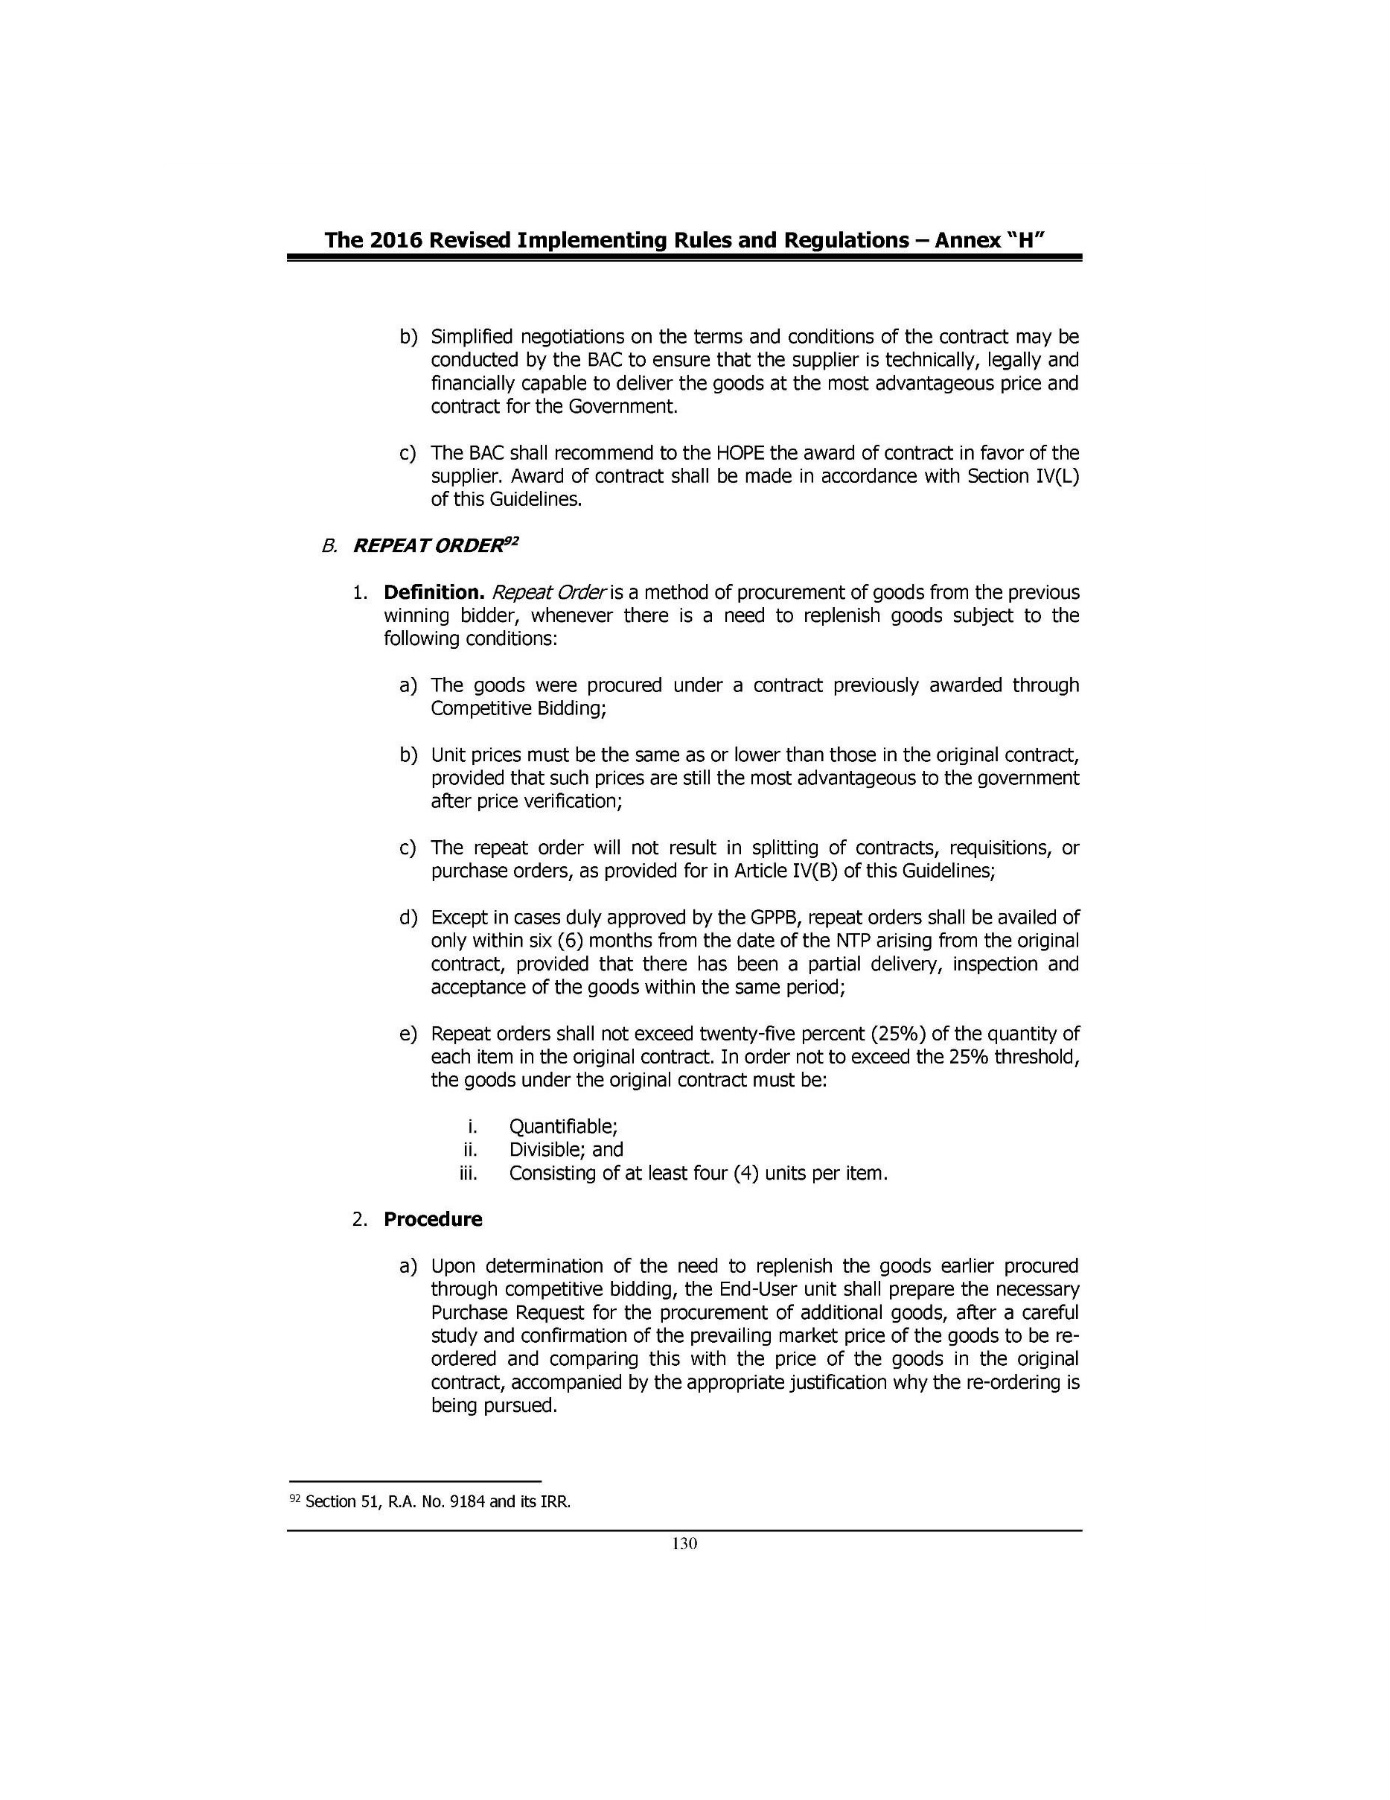 The 2016 Revised Implementing Rules and Regulations – Annex “H”
b) Simplified negotiations on the terms and conditions of the contract may be
conducted by the BAC to ensure that the supplier is technically, legally and
financially capable to deliver the goods at the most advantageous price and
contract for the Government.
c) The BAC shall recommend to the HOPE the award of contract in favor of the
supplier. Award of contract shall be made in accordance with Section IV(L)
of this Guidelines.
B. REPEAT ORDER92
1. Definition. Repeat Order is a method of procurement of goods from the previous
winning bidder, whenever there is a need to replenish goods subject to the
following conditions:
a) The goods were procured under a contract previously awarded through
Competitive Bidding;
b) Unit prices must be the same as or lower than those in the original contract,
provided that such prices are still the most advantageous to the government
after price verification;
c) The repeat order will not result in splitting of contracts, requisitions, or
purchase orders, as provided for in Article IV(B) of this Guidelines;
d) Except in cases duly approved by the GPPB, repeat orders shall be availed of
only within six (6) months from the date of the NTP arising from the original
contract, provided that there has been a partial delivery, inspection and
acceptance of the goods within the same period;
e) Repeat orders shall not exceed twenty-five percent (25%) of the quantity of
each item in the original contract. In order not to exceed the 25% threshold,
the goods under the original contract must be:
i. Quantifiable;
ii. Divisible; and
iii. Consisting of at least four (4) units per item.
2. Procedure
a) Upon determination of the need to replenish the goods earlier procured
through competitive bidding, the End-User unit shall prepare the necessary
Purchase Request for the procurement of additional goods, after a careful
study and confirmation of the prevailing market price of the goods to be re-
ordered and comparing this with the price of the goods in the original
contract, accompanied by the appropriate justification why the re-ordering is
being pursued.
92 Section 51, R.A. No. 9184 and its IRR.
130